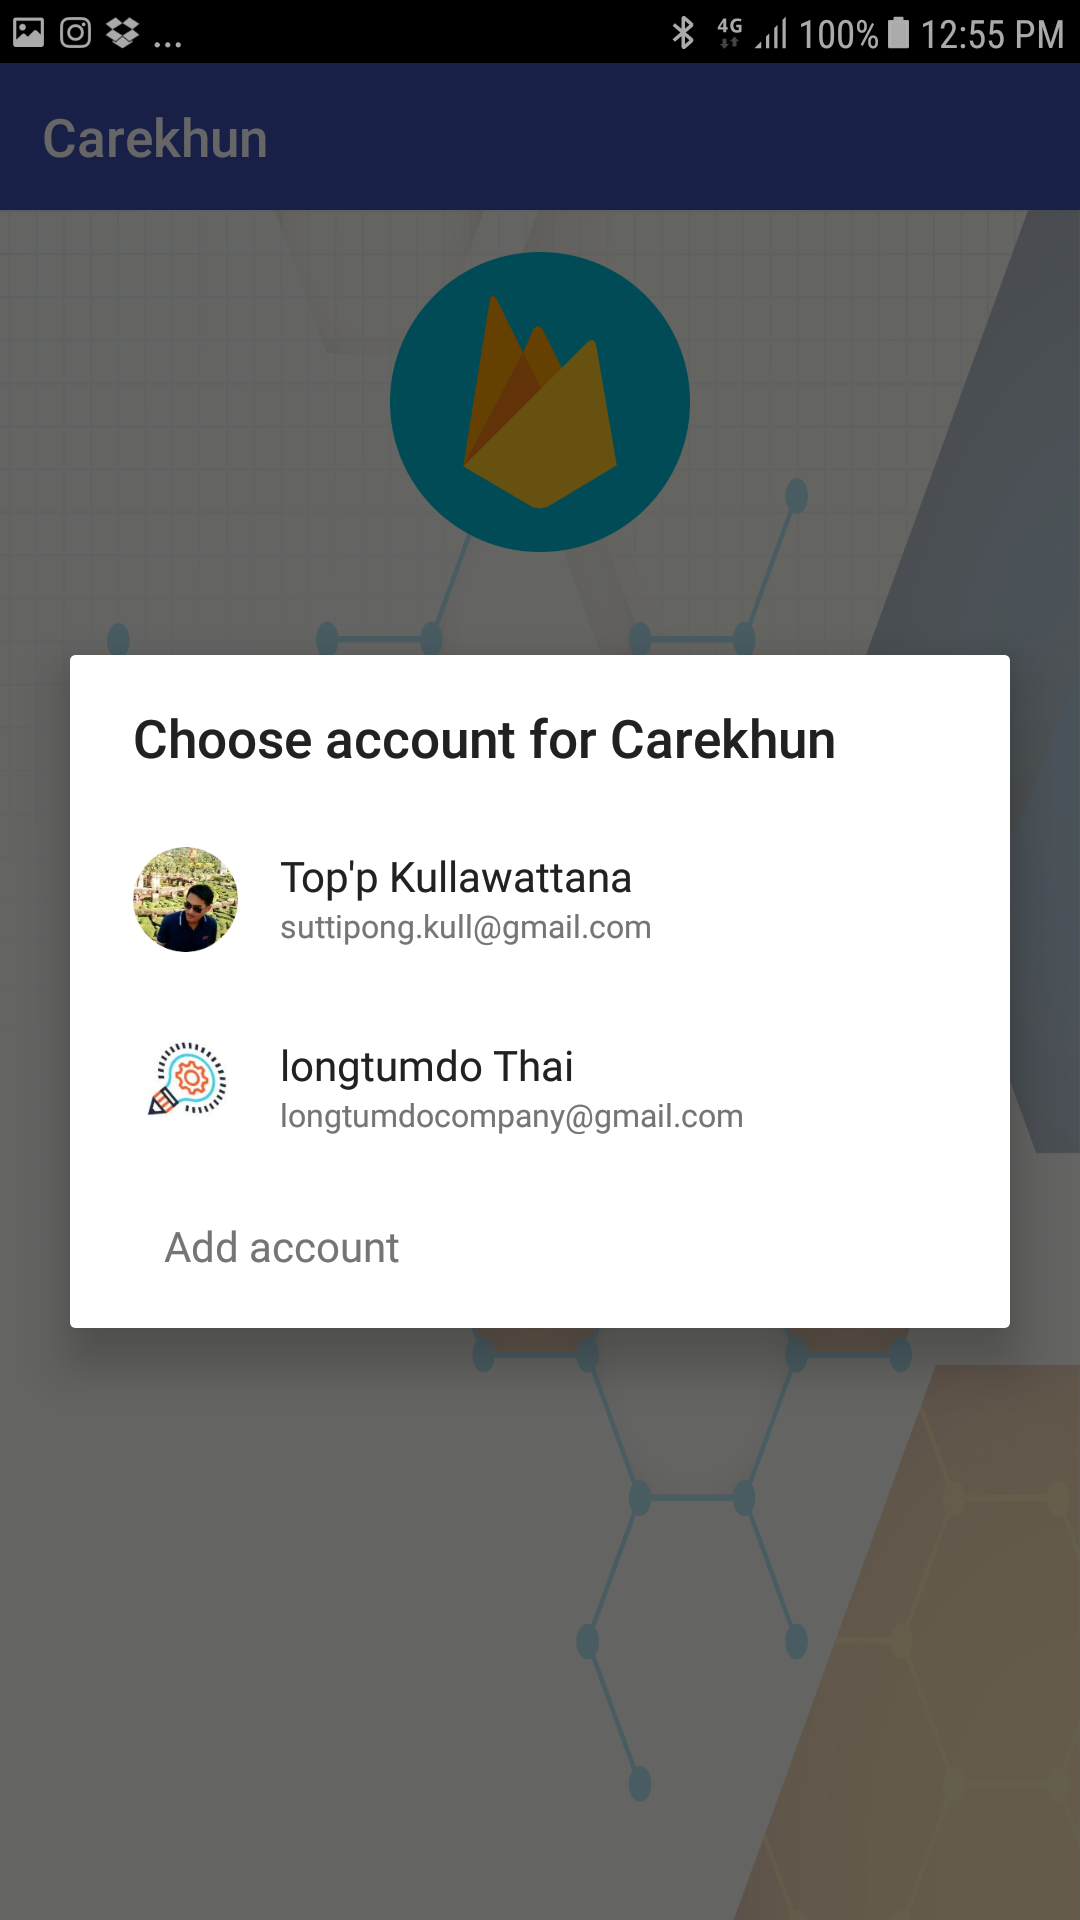 4G 100% 12:55 PM
Carekhun
Choose account for Carekhun
Top'p Kullawattana
suttipong.kull@gmail.com
longtumdo Thai
longtumdocompany@gmail.com
Add account